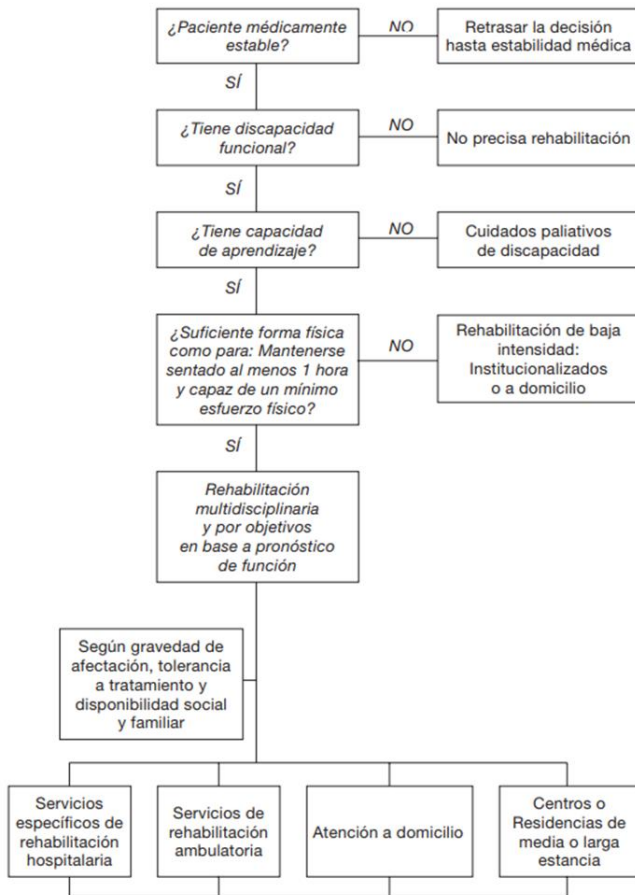 ¿Paciente médicamente
estable?
NO
Retrasar la decisión
hasta estabilidad médica
SÍ
¿Tiene discapacidad
funcional?
NO
No precisa rehabilitación
SÍ
¿Tiene capacidad
de aprendizaje?
NO
Cuidados paliativos
de discapacidad
SÍ
¿Suficiente forma física
como para: Mantenerse
sentado al menos 1 hora
y capaz de un mínimo
esfuerzo físico?
NO
Rehabilitación de baja
intensidad:
Institucionalizados
o a domicilio
SÍ
Rehabilitación
multidisciplinaria
y por objetivos
en base a pronóstico
de función
Según gravedad de
afectación, tolerancia
a tratamiento y
disponibilidad social
y familiar
Servicios
específicos de
rehabilitación
hospitalaria
Servicios de
rehabilitación
ambulatoria
Atención a domicilio
Centros o
Residencias de
media o larga
estancia